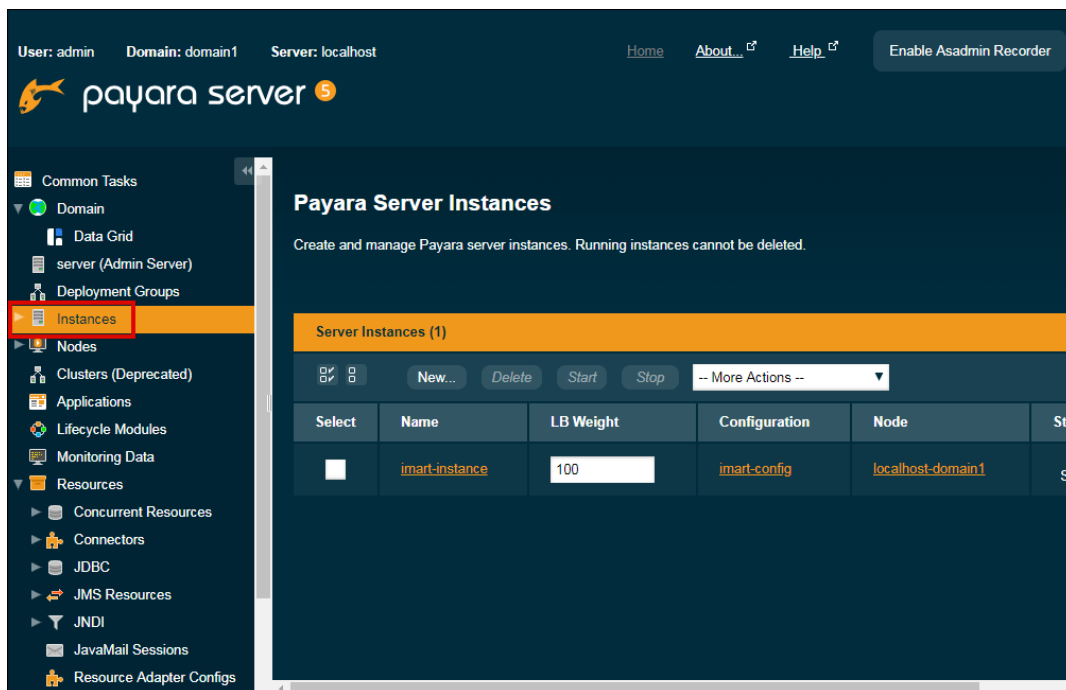 User: admin Domain: domain1 Server: localhost Home About... Help Enable Asadmin Recorder
payara server 5
Common Tasks
Domain
Data Grid
server (Admin Server)
Deployment Groups
Instances
Nodes
Clusters (Deprecated)
Applications
Lifecycle Modules
Monitoring Data
Resources
Concurrent Resources
Connectors
JDBC
JMS Resources
JNDI
JavaMail Sessions
Resource Adapter Configs
Payara Server Instances
Create and manage Payara server instances. Running instances cannot be deleted.
Server Instances (1)
New... Delete Start Stop -- More Actions --
Select Name LB Weight Configuration Node St
imart-instance 100 imart-config localhost-domain1 S